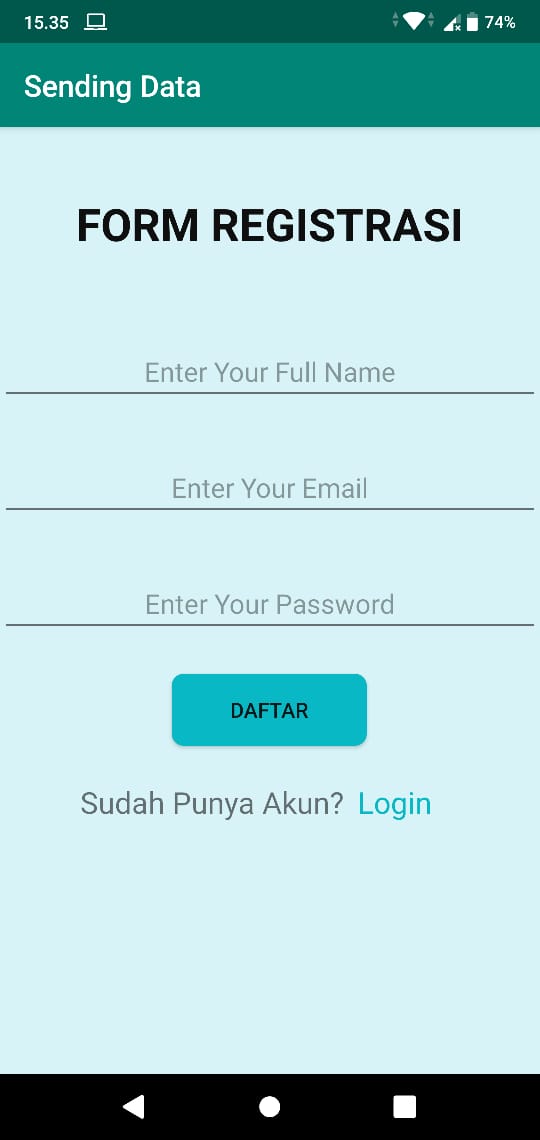 15.35 74%
Sending Data
FORM REGISTRASI
Enter Your Full Name
Enter Your Email
Enter Your Password
DAFTAR
Sudah Punya Akun? Login